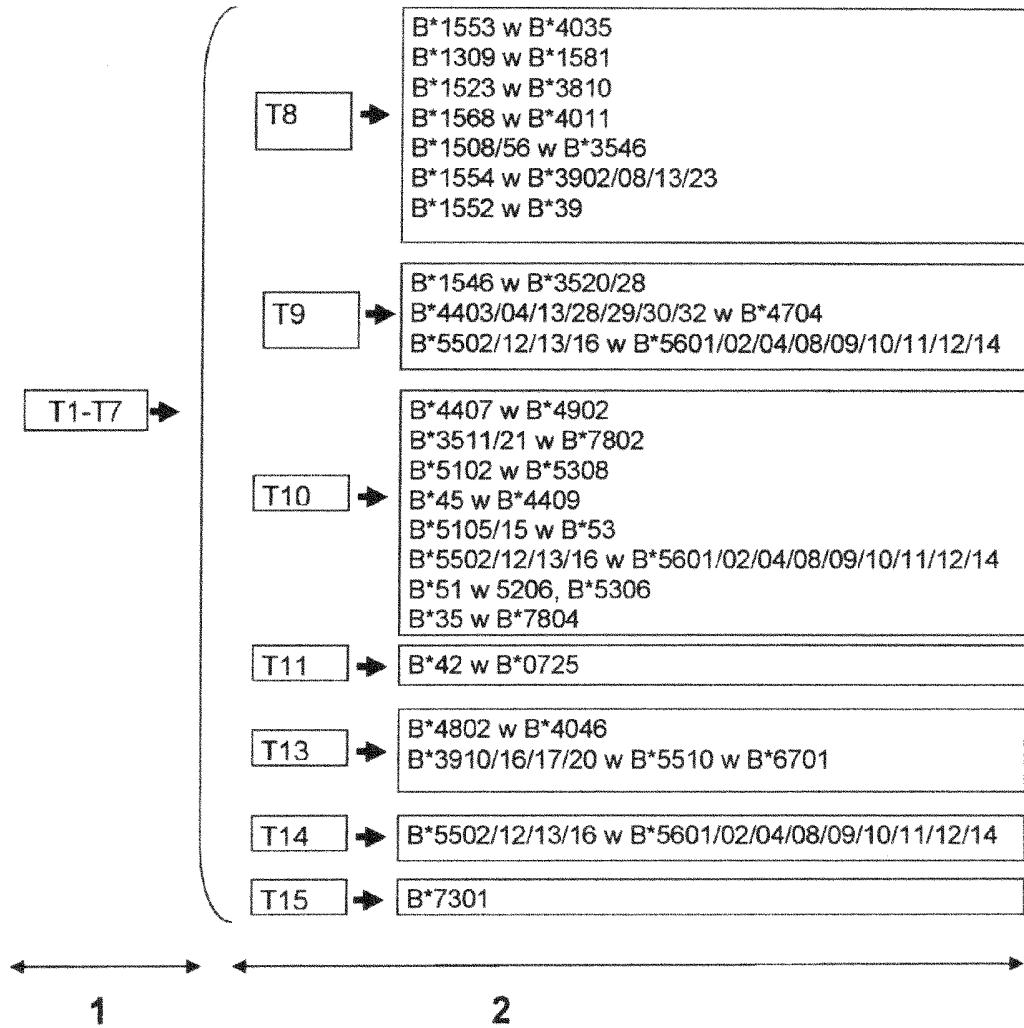 T1-T7
T8
B*1553 w B*4035
B*1309 w B*1581
B*1523 w B*3810
B*1568 w B*4011
B*1508/56 w B*3546
B*1554 w B*3902/08/13/23
B*1552 w B*39
T9
B*1546 w B*3520/28
B*4403/04/13/28/29/30/32 w B*4704
B*5502/12/13/16 w B*5601/02/04/08/09/10/11/12/14
T10
B*4407 w B*4902
B*3511/21 w B*7802
B*5102 w B*5308
B*45 w B*4409
B*5105/15 w B*53
B*5502/12/13/16 w B*5601/02/04/08/09/10/11/12/14
B*51 w 5206, B*5306
B*35 w B*7804
T11
B*42 w B*0725
T13
B*4802 w B*4046
B*3910/16/17/20 w B*5510 w B*6701
T14
B*5502/12/13/16 w B*5601/02/04/08/09/10/11/12/14
T15
B*7301
1
2